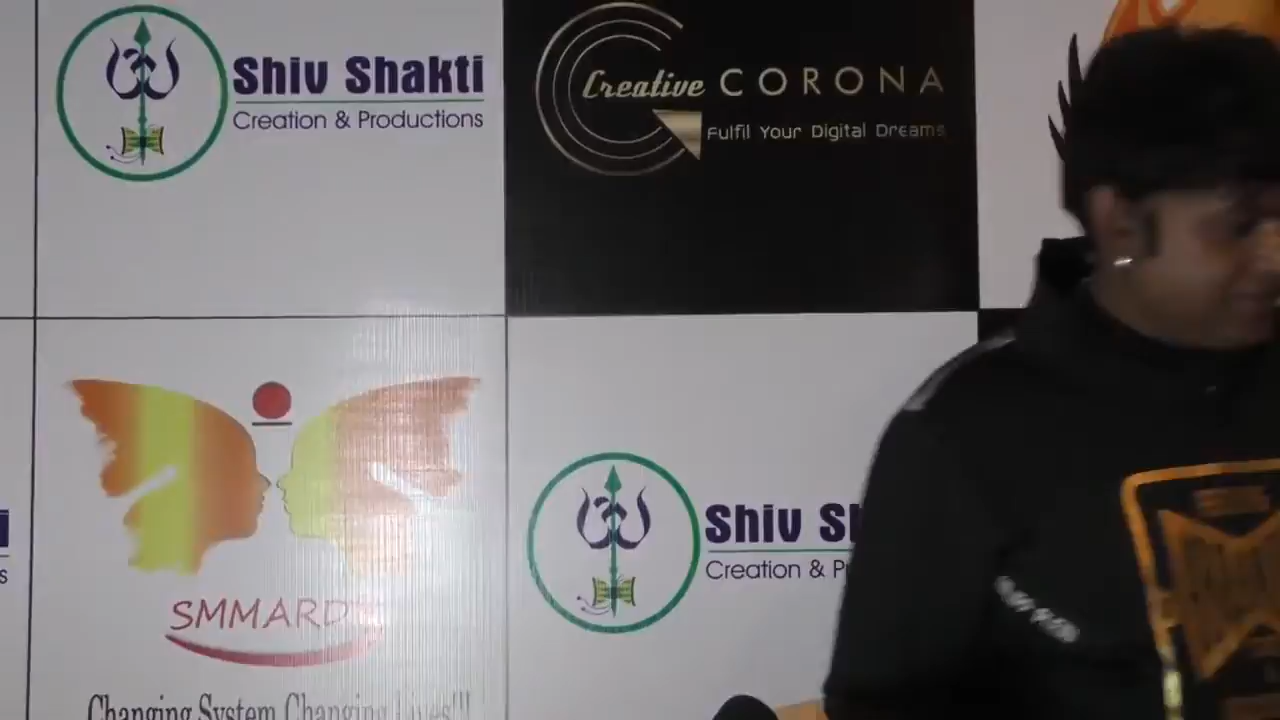 Shiv Shakti
Creation & Productions
Creative CORONA
Fulfil Your Digital Dreams
SMMARD
Changing System Changing Lives!!!
Shiv Sh
Creation & P
i
s